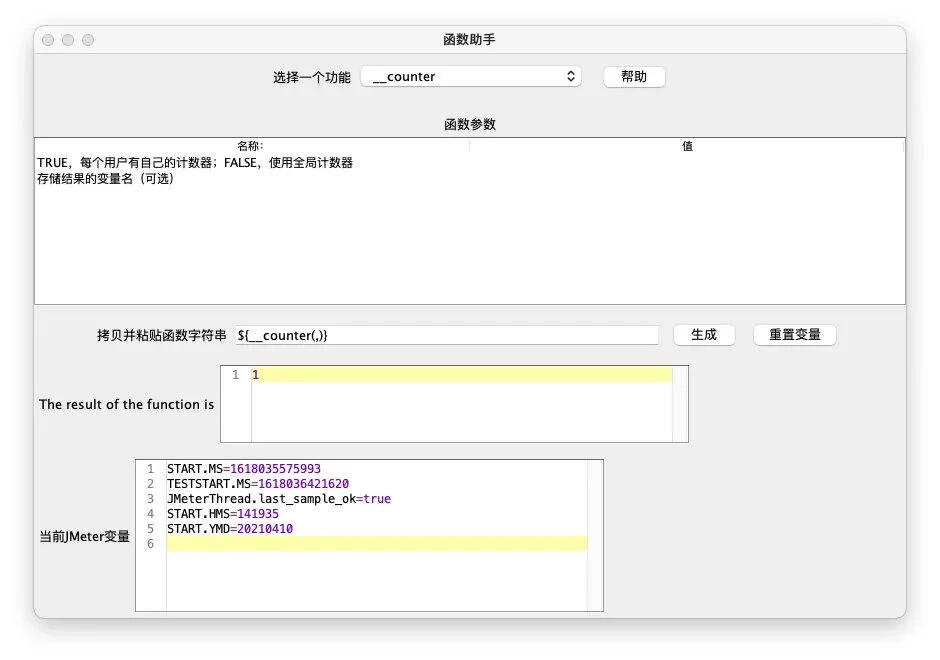 函数助手
选择一个功能 __counter 帮助
函数参数
名称: 值
TRUE，每个用户有自己的计数器；FALSE，使用全局计数器
存储结果的变量名（可选）
拷贝并粘贴函数字符串 ${__counter(,)} 生成 重置变量
The result of the function is
1 1
当前JMeter变量
1 START.MS=1618035575993
2 TESTSTART.MS=1618036421620
3 JMeterThread.last_sample_ok=true
4 START.HMS=141935
5 START.YMD=20210410
6